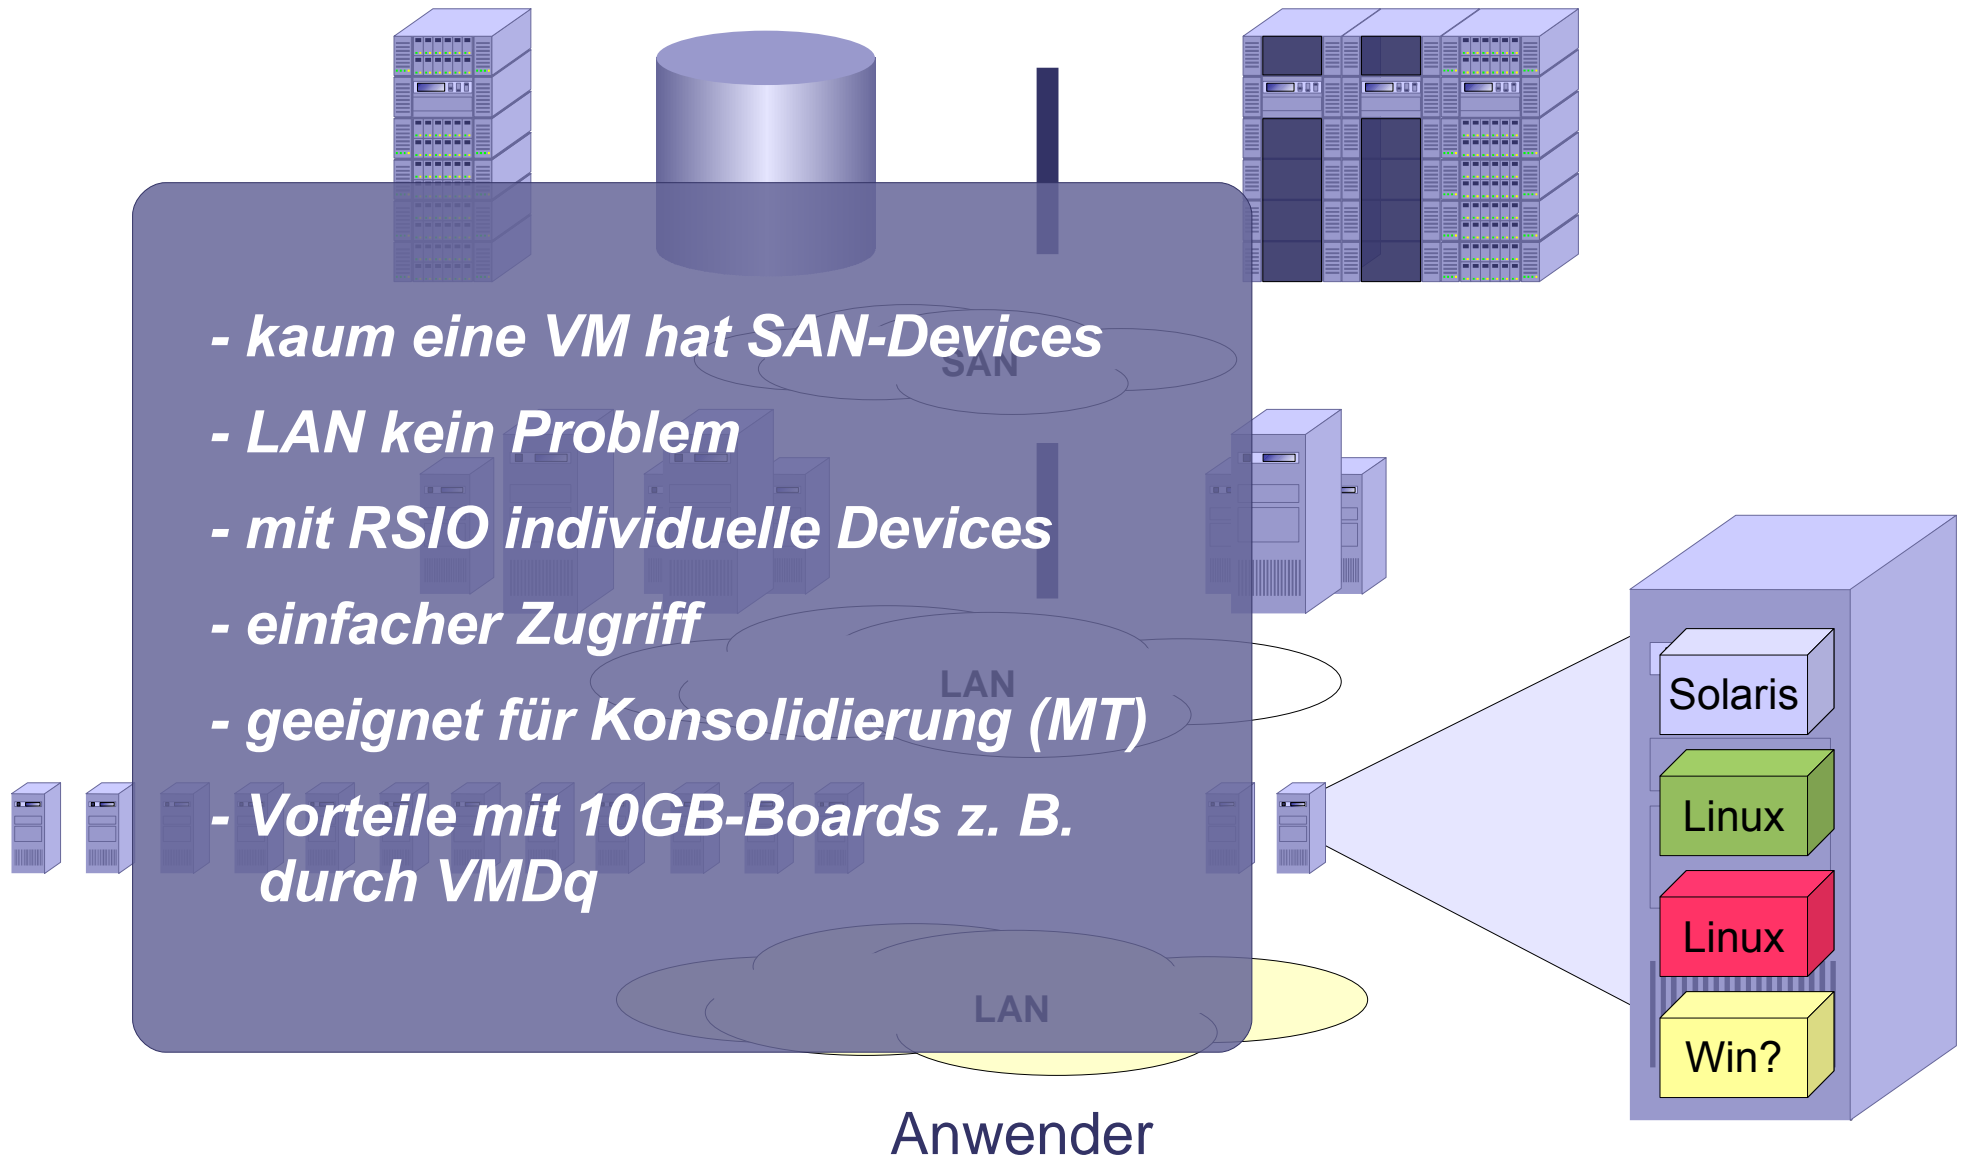 - kaum eine VM hat SAN-Devices
SAN
- LAN kein Problem
- mit RSIO individuelle Devices
- einfacher Zugriff
LAN
- geeignet für Konsolidierung (MT)
- Vorteile mit 10GB-Boards z. B.
durch VMDq
LAN
Solaris
Linux
Linux
Win?
Anwender